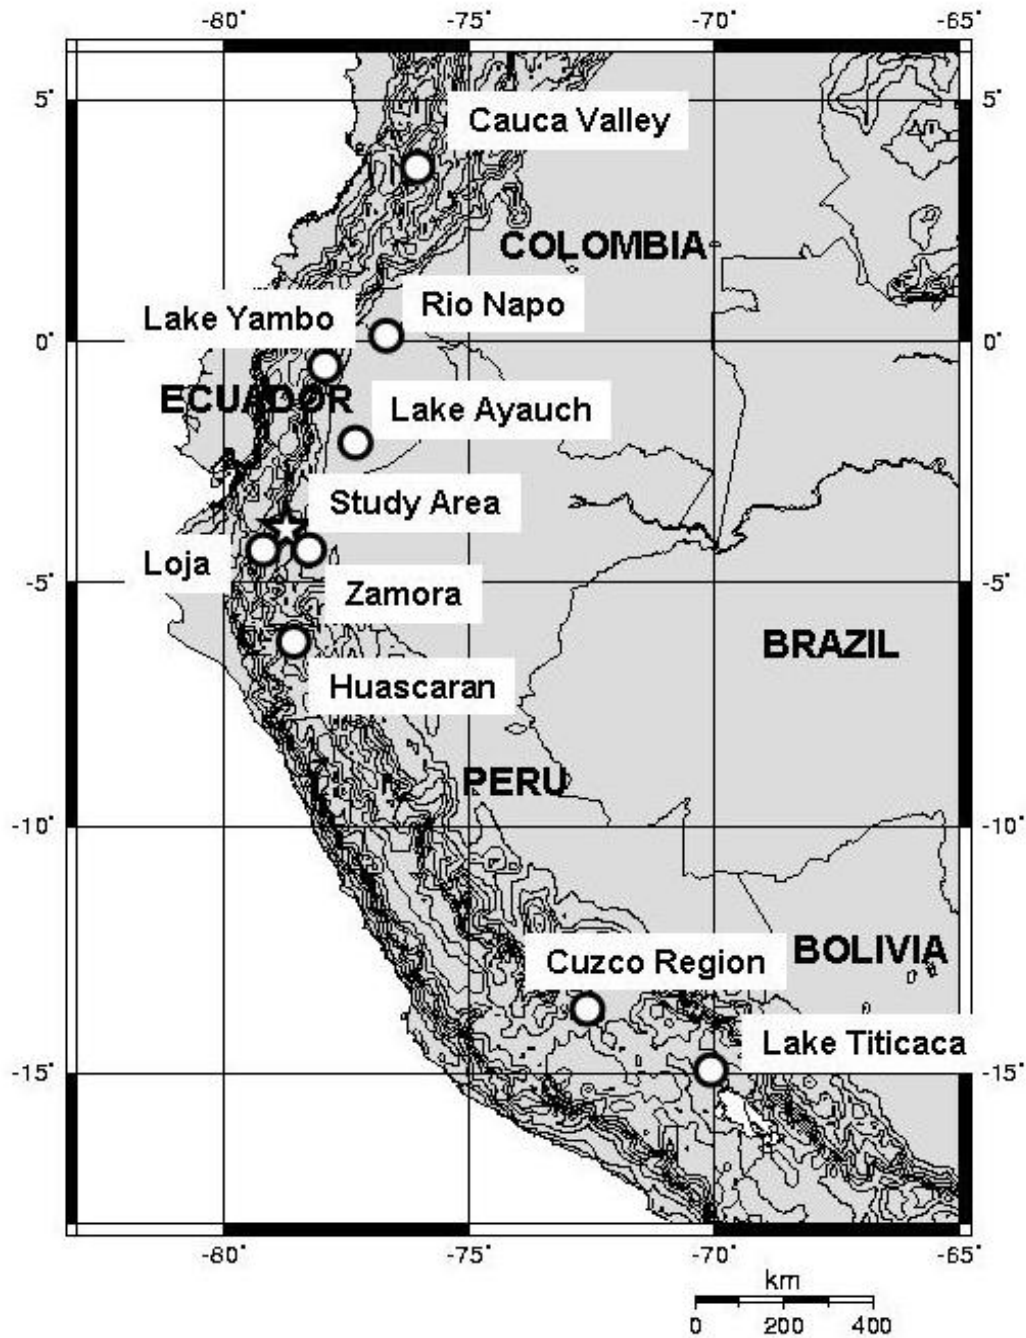 -80° -75° -70° -65°
Cauca Valley
5° 5°
COLOMBIA
Rio Napo
Lake Yambo
0° 0°
ECUADOR
Lake Ayauch
Study Area
Loja
-5° -5°
Zamora
BRAZIL
Huascaran
PERU
-10° -10°
BOLIVIA
Cuzco Region
Lake Titicaca
-15° -15°
-80° -75° -70° -65°
km
0 200 400